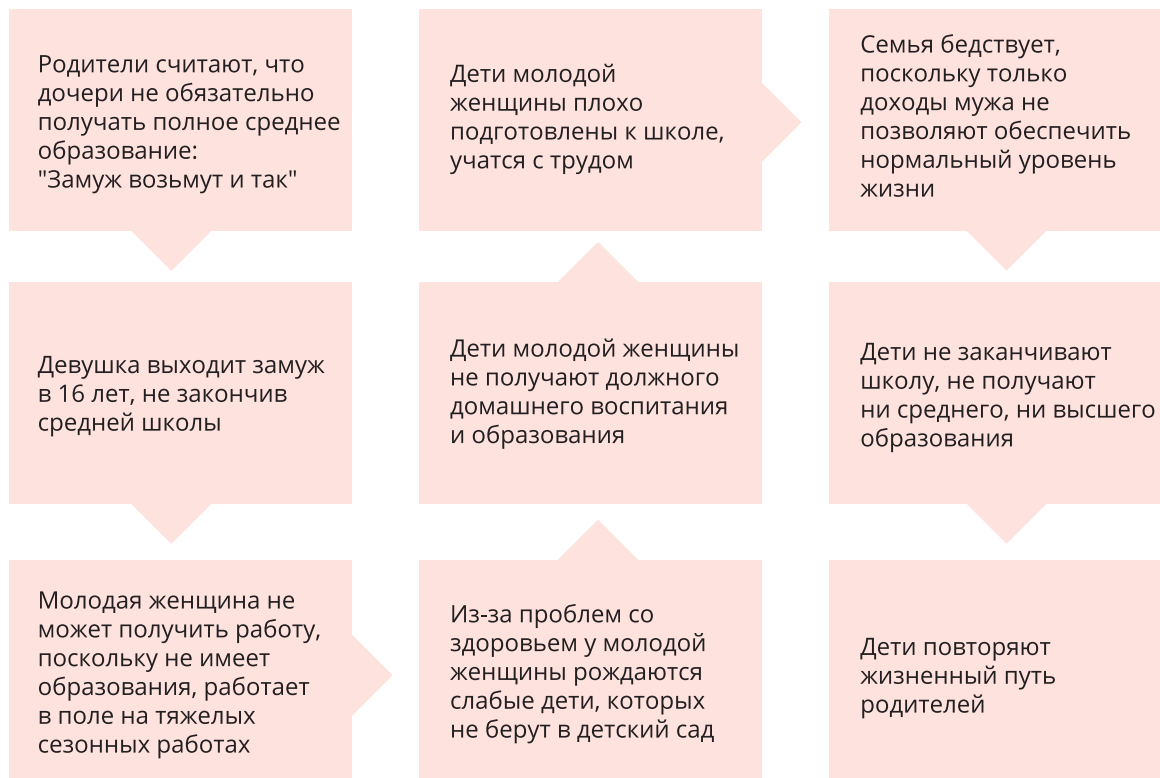 Родители считают, что
дочери не обязательно
получать полное среднее
образование:
"Замуж возьмут и так"
Девушка выходит замуж
в 16 лет, не закончив
средней школы
Молодая женщина не
может получить работу,
поскольку не имеет
образования, работает
в поле на тяжелых
сезонных работах
Из-за проблем со
здоровьем у молодой
женщины рождаются
слабые дети, которых
не берут в детский сад
Дети молодой женщины
не получают должного
домашнего воспитания
и образования
Дети молодой
женщины плохо
подготовлены к школе,
учатся с трудом
Семья бедствует,
поскольку только
доходы мужа не
позволяют обеспечить
нормальный уровень
жизни
Дети не заканчивают
школу, не получают
ни среднего, ни высшего
образования
Дети повторяют
жизненный путь
родителей